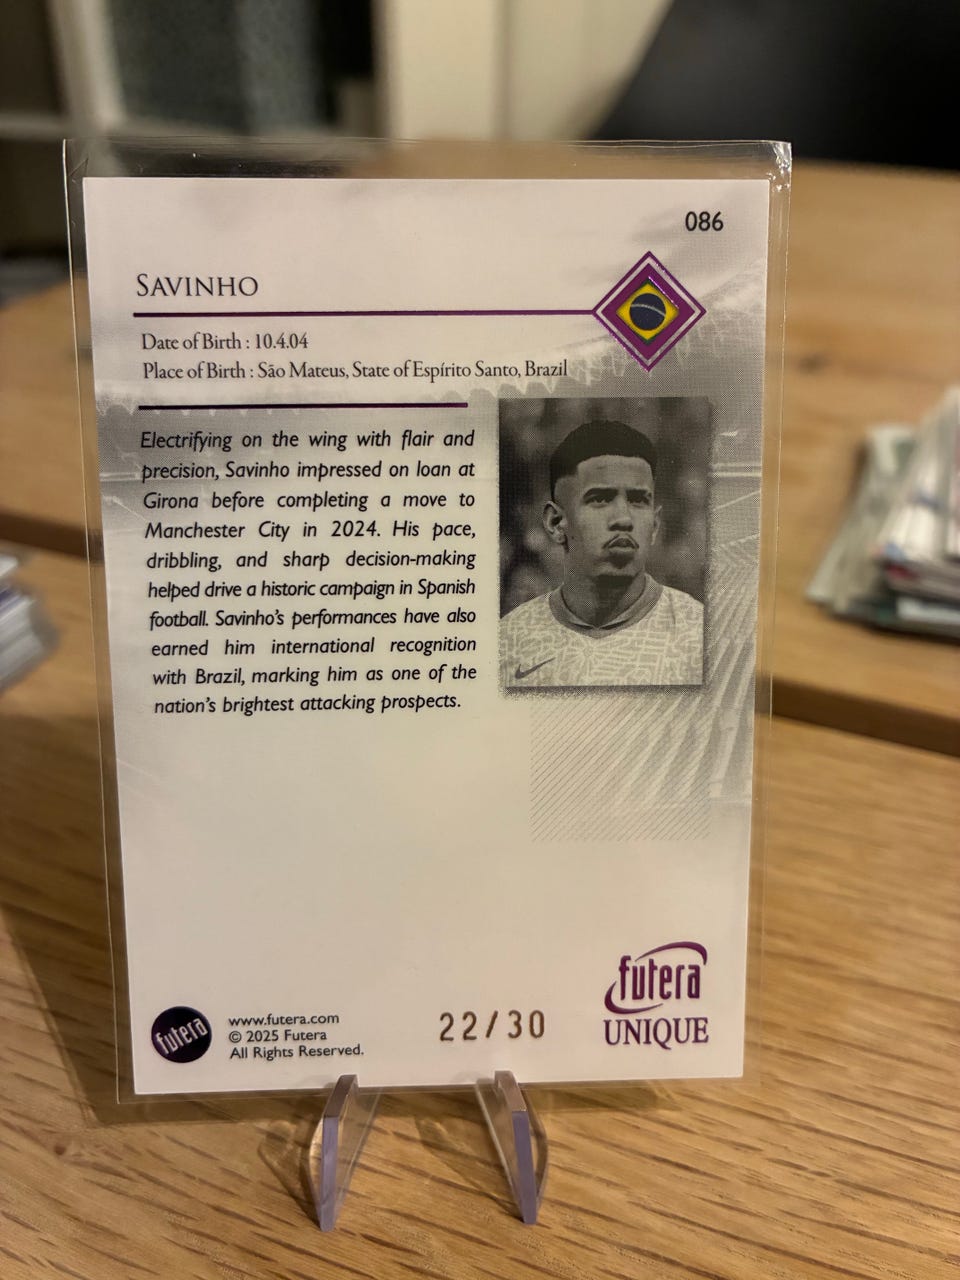 086
SAVINHO
Date of Birth : 10.4.04
Place of Birth : São Mateus, State of Espírito Santo, Brazil
Electrifying on the wing with flair and
precision, Savinho impressed on loan at
Girona before completing a move to
Manchester City in 2024. His pace,
dribbling, and sharp decision-making
helped drive a historic campaign in Spanish
football. Savinho's performances have also
earned him international recognition
with Brazil, marking him as one of the
nation's brightest attacking prospects.
futera
www.futera.com
© 2025 Futera
All Rights Reserved.
22/30
futera
UNIQUE